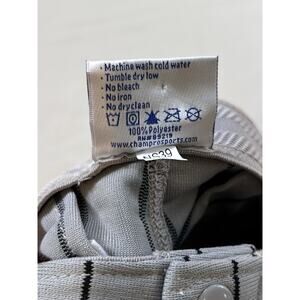 • Machine wash cold water
• Tumble dry low
• No bleach
• No iron
• No dryclean
100% Polyester
RN#89219
www.champrosports.com
NG39